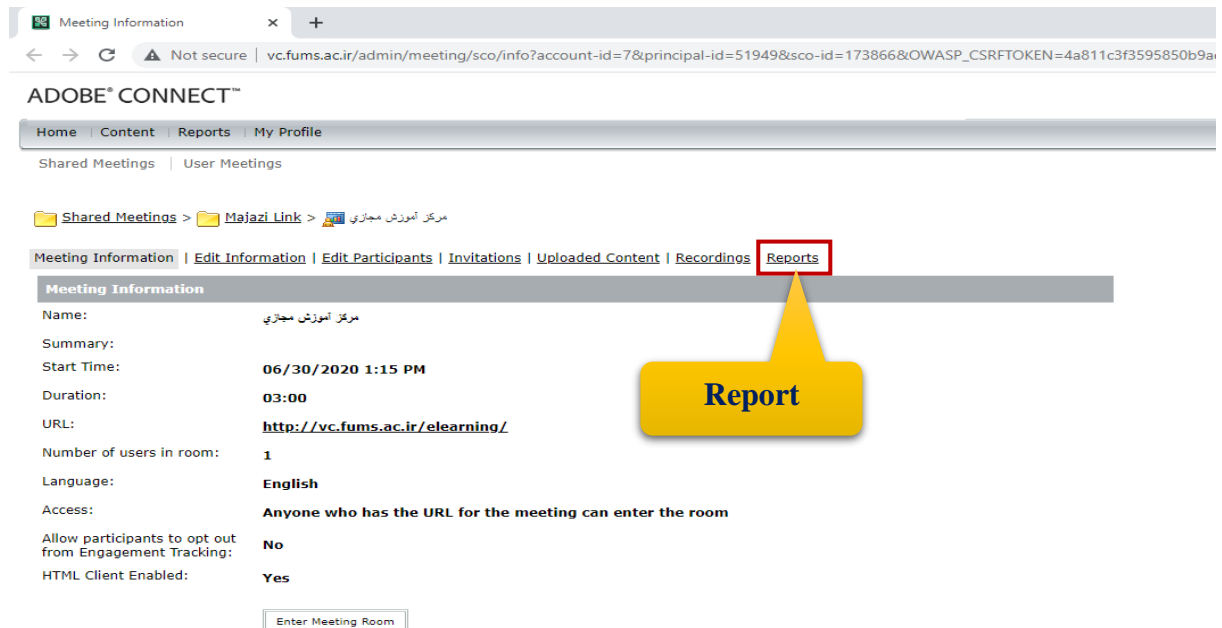 Meeting Information
Not secure | vc.fums.ac.ir/admin/meeting/sco/info?account-id=7&principal-id=51949&sco-id=173866&OWASP_CSRFTOKEN=4a811c3f3595850b9a
ADOBE® CONNECT™
Home | Content | Reports | My Profile
Shared Meetings | User Meetings
Shared Meetings > Majazi Link > مركز آموزش مجازي
Meeting Information | Edit Information | Edit Participants | Invitations | Uploaded Content | Recordings | Reports
Meeting Information
Name: مركز آموزش مجازي
Summary:
Start Time: 06/30/2020 1:15 PM
Duration: 03:00
Report
URL: http://vc.fums.ac.ir/elearning/
Number of users in room: 1
Language: English
Access: Anyone who has the URL for the meeting can enter the room
Allow participants to opt out
from Engagement Tracking: No
HTML Client Enabled: Yes
Enter Meeting Room